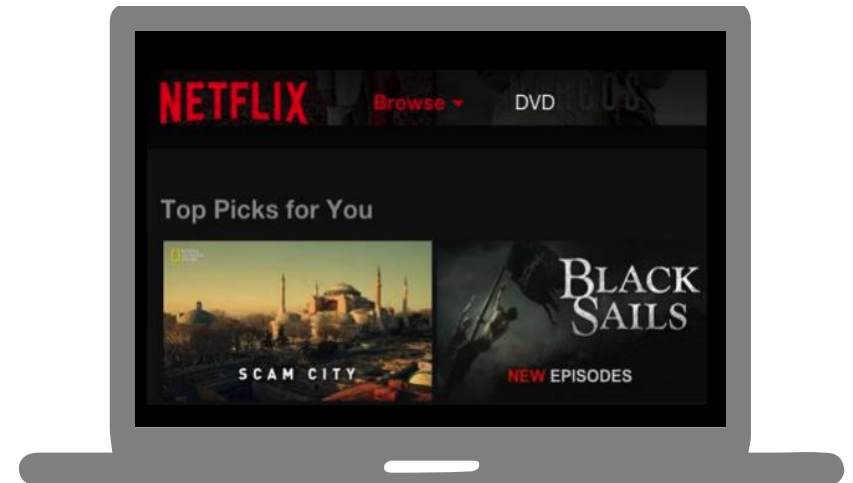 NETFLIX Browse DVD
Top Picks for You
BLACK
SAILS
SCAM CITY
NEW EPISODES